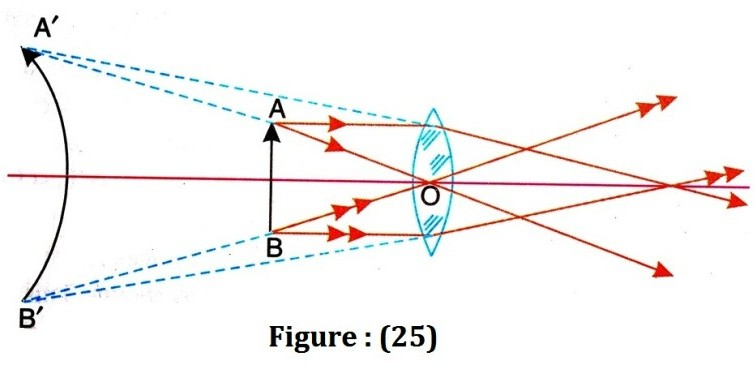 A′
A
O
B
B′
Figure : (25)